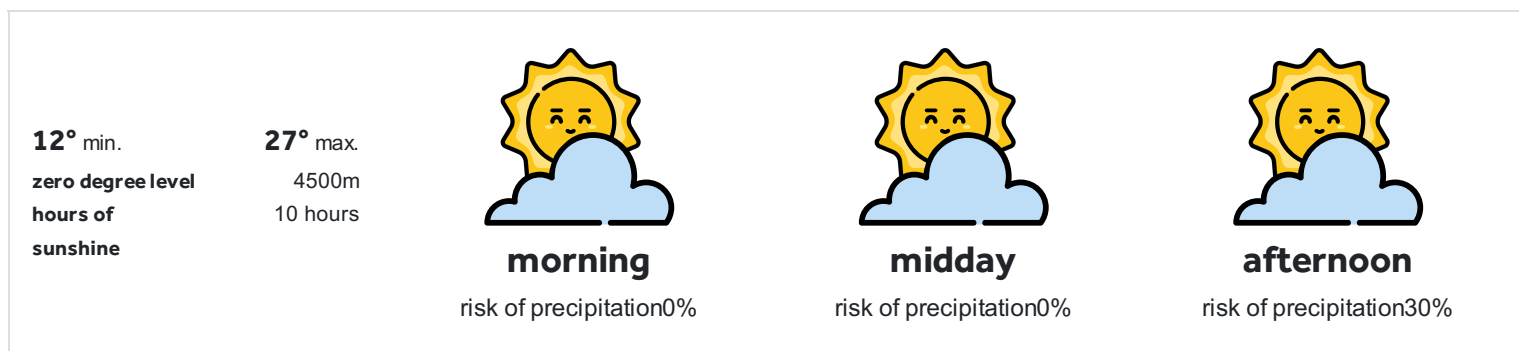 12° min. 27° max.
zero degree level 4500m
hours of 10 hours
sunshine
morning
risk of precipitation0%
midday
risk of precipitation0%
afternoon
risk of precipitation30%